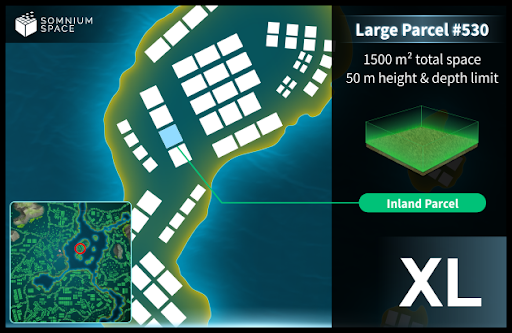 SOMNIUM
SPACE
Large Parcel #530
1500 m² total space
50 m height & depth limit
Inland Parcel
XL